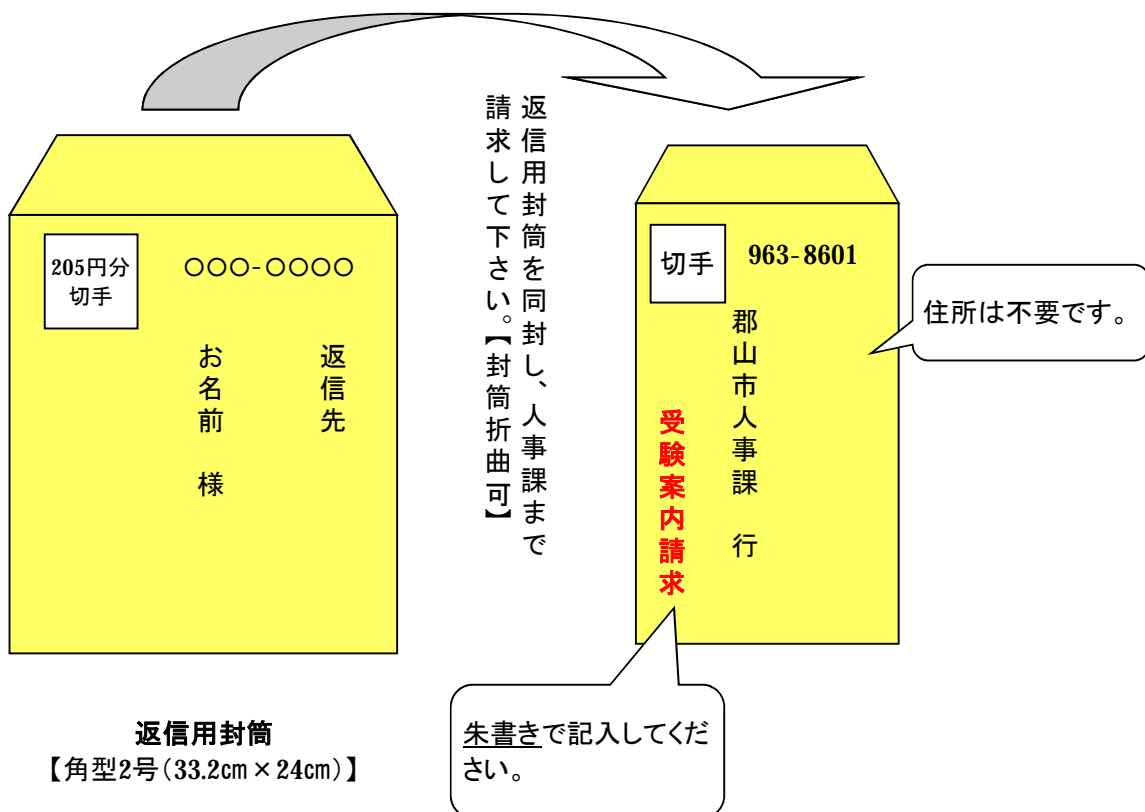 205円分
切手
〇〇〇-〇〇〇〇
返信先
お名前　様
返信用封筒
【角型2号（33.2㎝×24㎝）】
返信用封筒を同封し、人事課まで
請求して下さい。【封筒折曲可】
切手
963-8601
郡山市人事課　行
受験案内請求
住所は不要です。
朱書きで記入してくだ
さい。